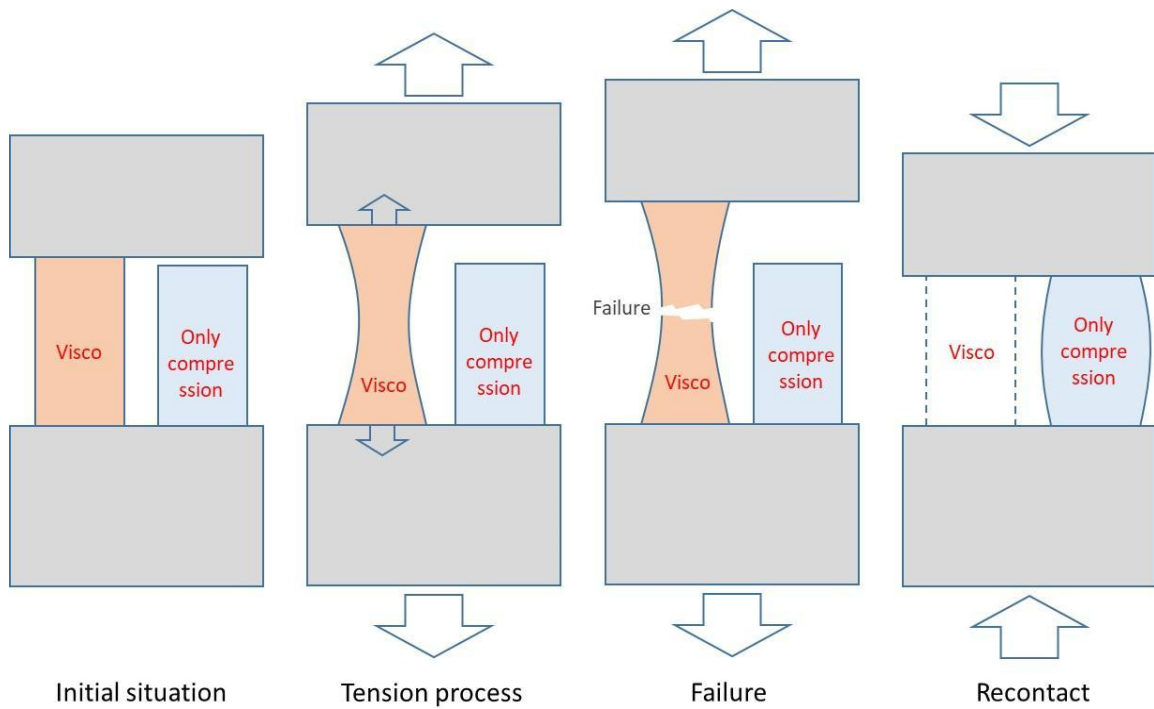 Visco
Only
compre
ssion
Visco
Only
compre
ssion
Failure
Visco
Only
compre
ssion
Visco
Only
compre
ssion
Initial situation
Tension process
Failure
Recontact